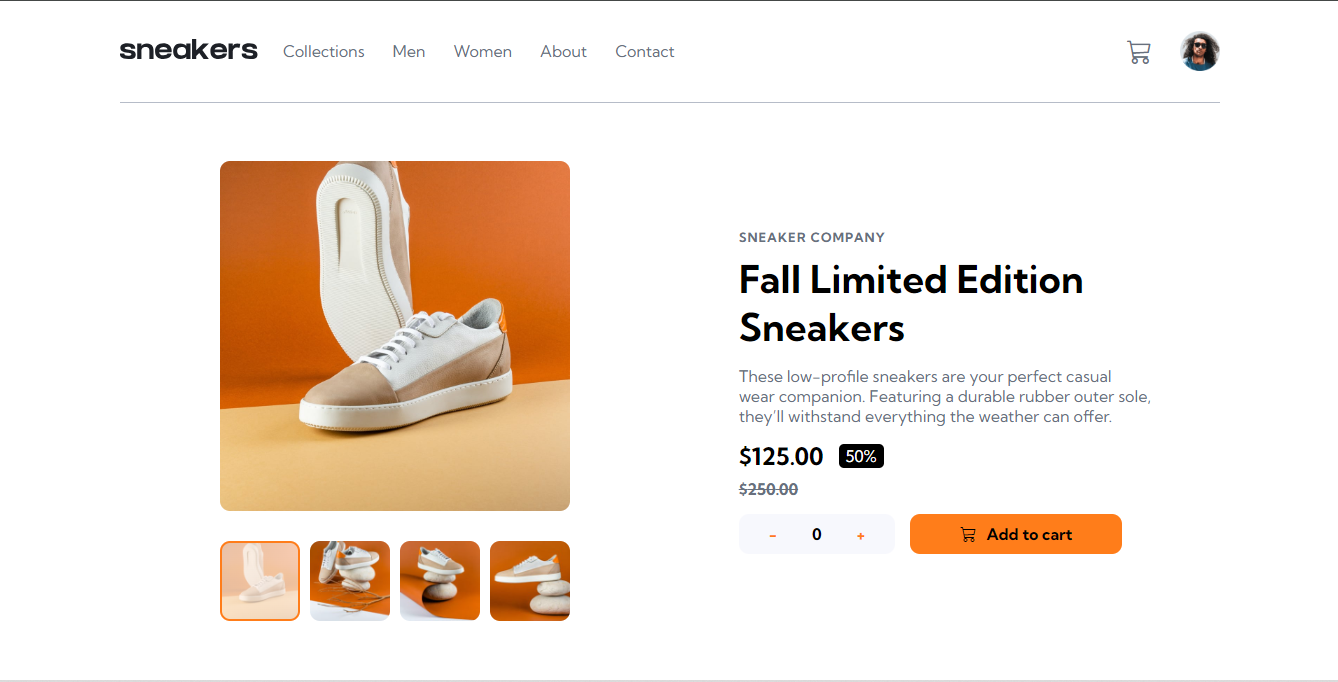 sneakers Collections Men Women About Contact
SNEAKER COMPANY
Fall Limited Edition
Sneakers
These low-profile sneakers are your perfect casual
wear companion. Featuring a durable rubber outer sole,
they’ll withstand everything the weather can offer.
$125.00 50%
$250.00
- 0 + Add to cart